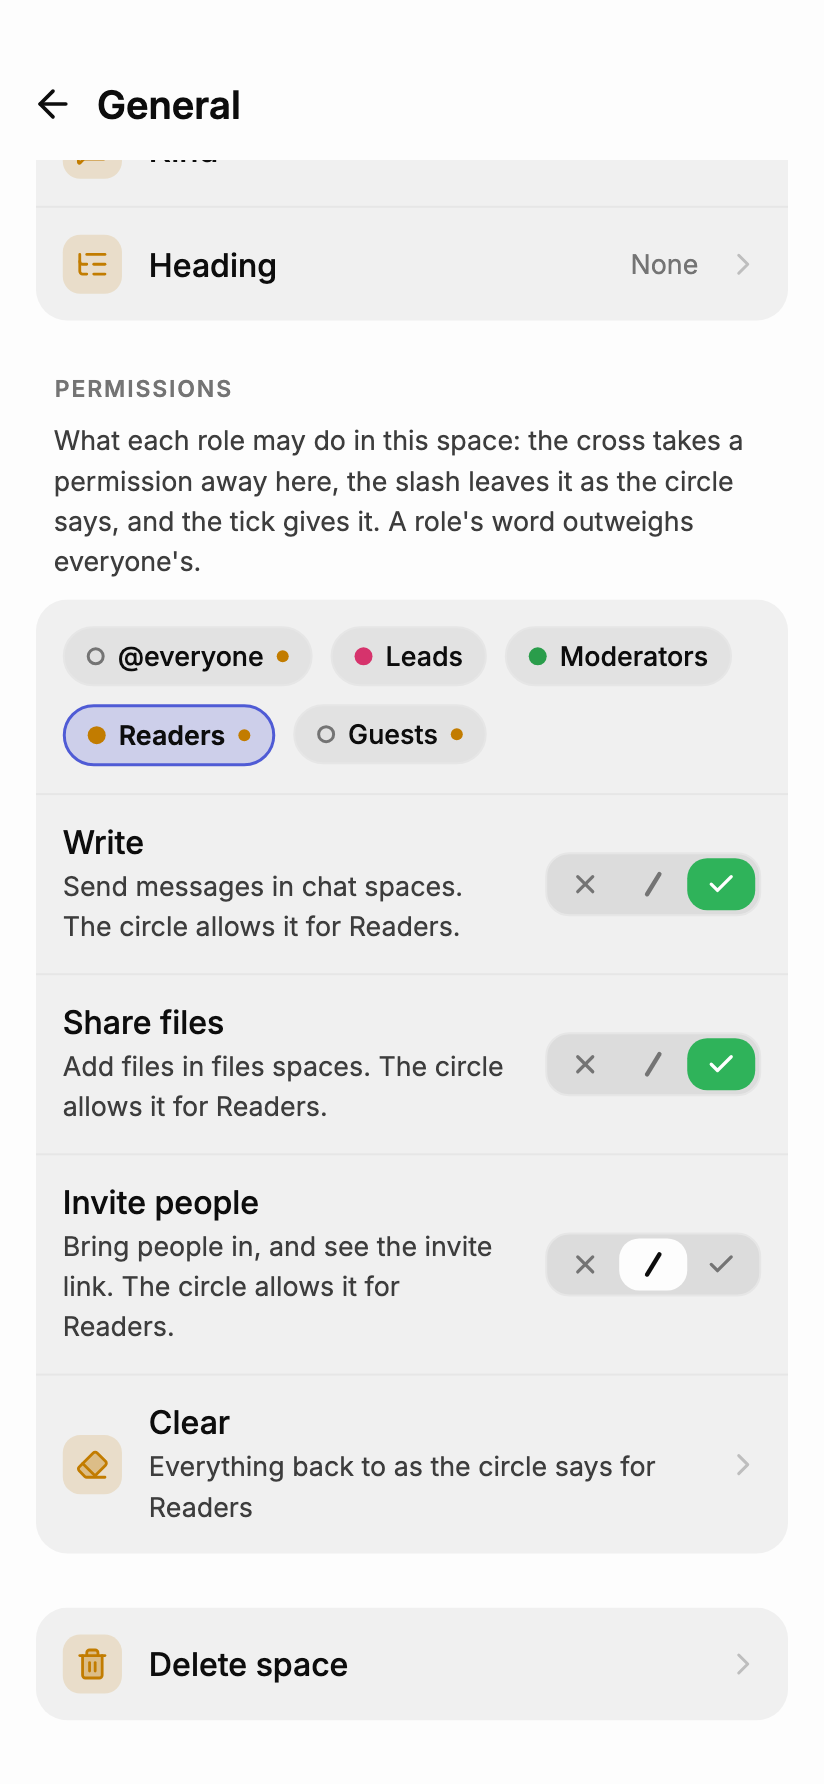 General
Heading
None
PERMISSIONS
What each role may do in this space: the cross takes a
permission away here, the slash leaves it as the circle
says, and the tick gives it. A role's word outweighs
everyone's.
@everyone
Leads
Moderators
Readers
Guests
Write
Send messages in chat spaces.
The circle allows it for Readers.
Share files
Add files in files spaces. The circle
allows it for Readers.
Invite people
Bring people in, and see the invite
link. The circle allows it for
Readers.
Clear
Everything back to as the circle says for
Readers
Delete space